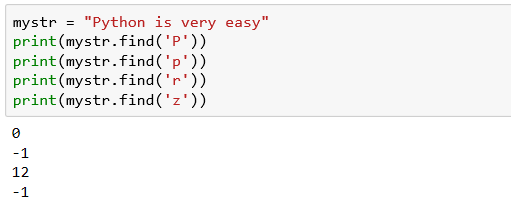 mystr = "Python is very easy"
print(mystr.find('P'))
print(mystr.find('p'))
print(mystr.find('r'))
print(mystr.find('z'))
0
-1
12
-1